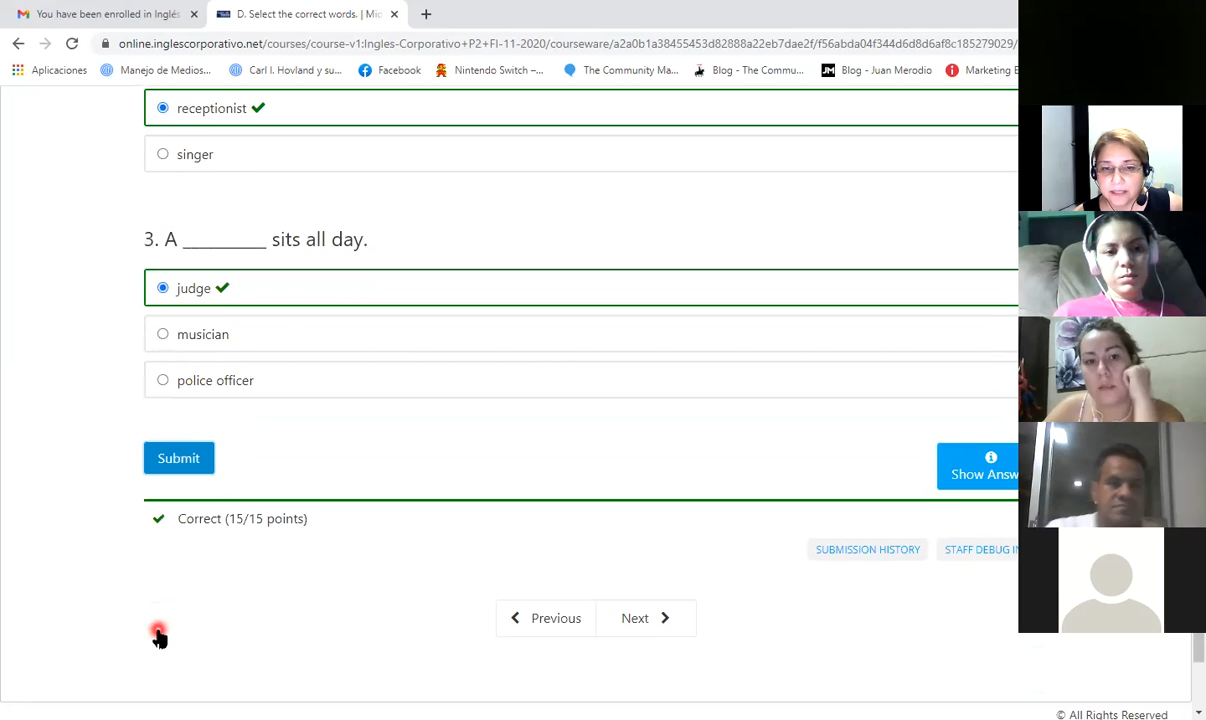 You have been enrolled in Inglés
D. Select the correct words. | Mic
online.inglescorporativo.net/courses/course-v1:Ingles-Corporativo+P2+FI-11-2020/courseware/a2a0b1a38455453d82888a22eb7dae2f/f56abda04f344d6d8d6af8c185279029/
Aplicaciones
Manejo de Medios...
Carl I. Hovland y su...
Facebook
Nintendo Switch –...
The Community Ma...
Blog - The Commu...
Blog - Juan Merodio
Marketing E
receptionist
singer
3. A _________ sits all day.
judge
musician
police officer
Submit
Show Answ
Correct (15/15 points)
SUBMISSION HISTORY
STAFF DEBUG IN
Previous
Next
© All Rights Reserved